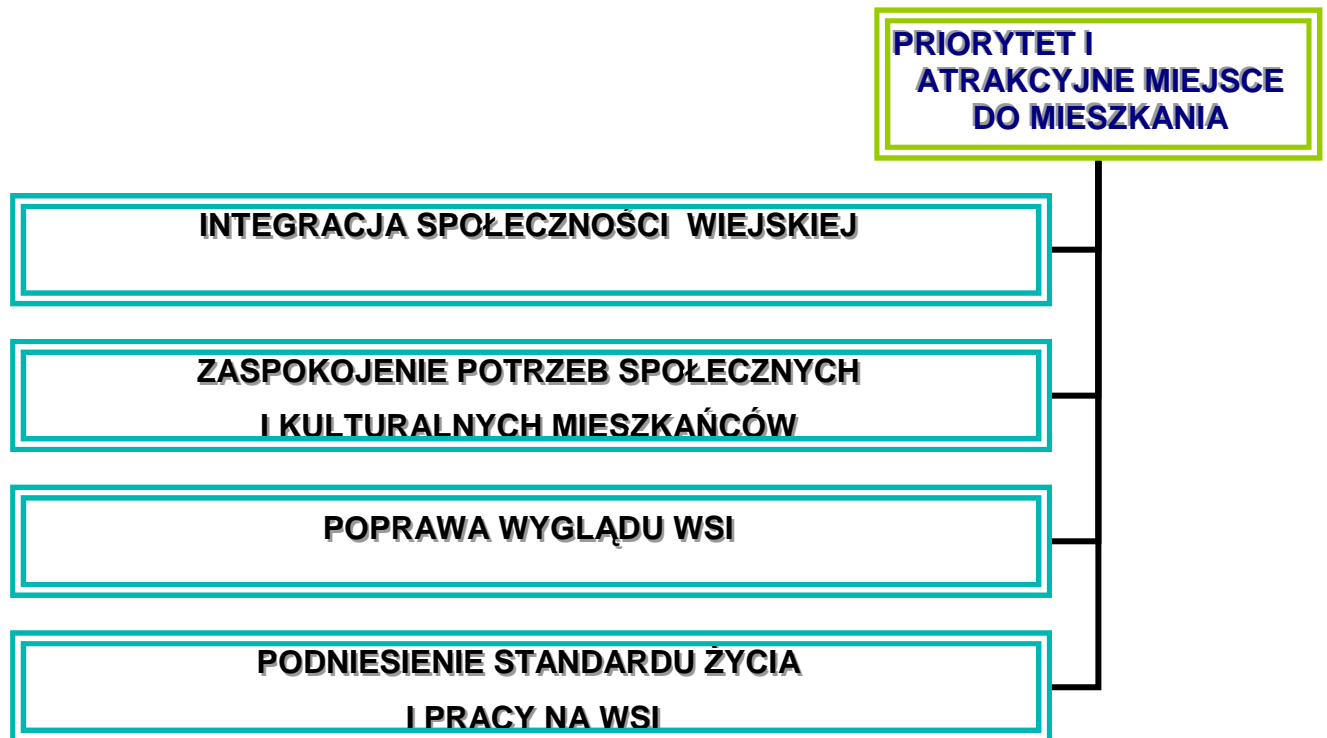 PRIORYTET I
ATRAKCYJNE MIEJSCE
DO MIESZKANIA
INTEGRACJA SPOŁECZNOŚCI WIEJSKIEJ
ZASPOKOJENIE POTRZEB SPOŁECZNYCH
I KULTURALNYCH MIESZKAŃCÓW
POPRAWA WYGLĄDU WSI
PODNIESIENIE STANDARDU ŻYCIA
I PRACY NA WSI